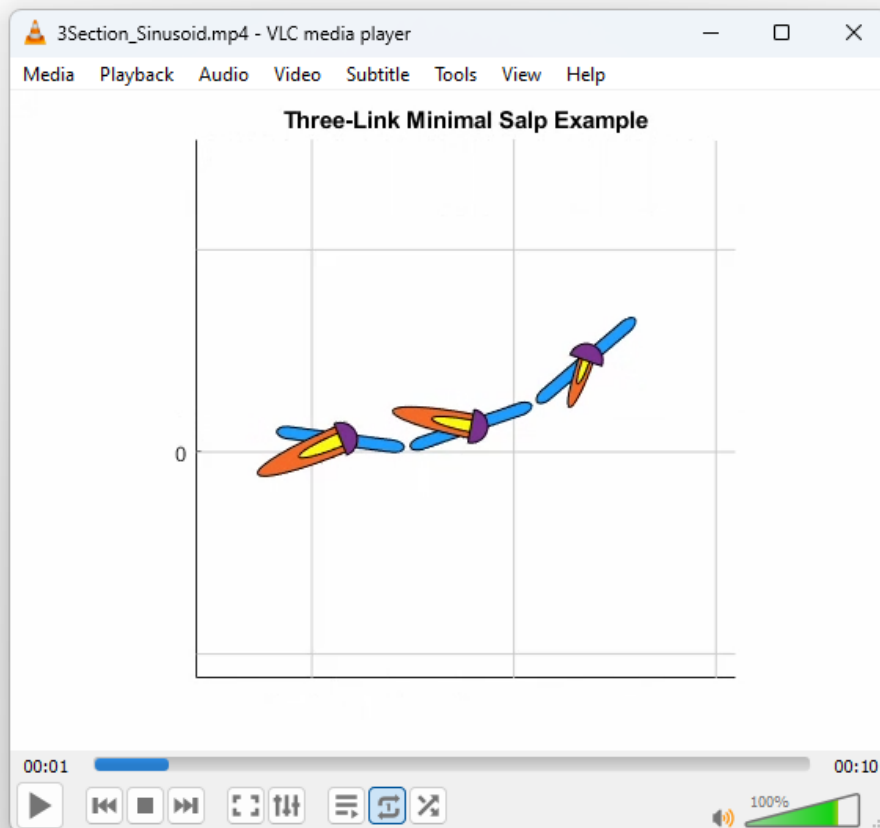 3Section_Sinusoid.mp4 - VLC media player
Media Playback Audio Video Subtitle Tools View Help
Three-Link Minimal Salp Example
0
00:01
00:10
100%